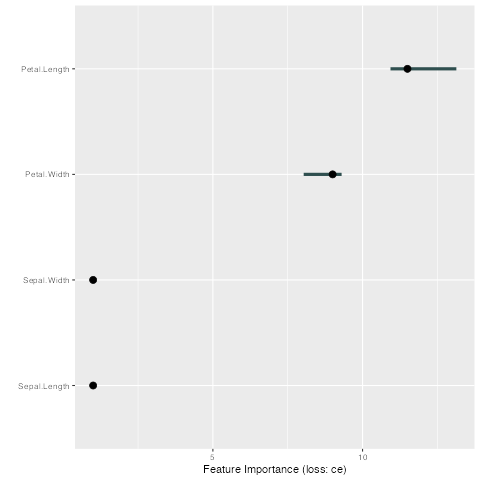 Petal.Length
Petal.Width
Sepal.Width
Sepal.Length
5
10
Feature Importance (loss: ce)